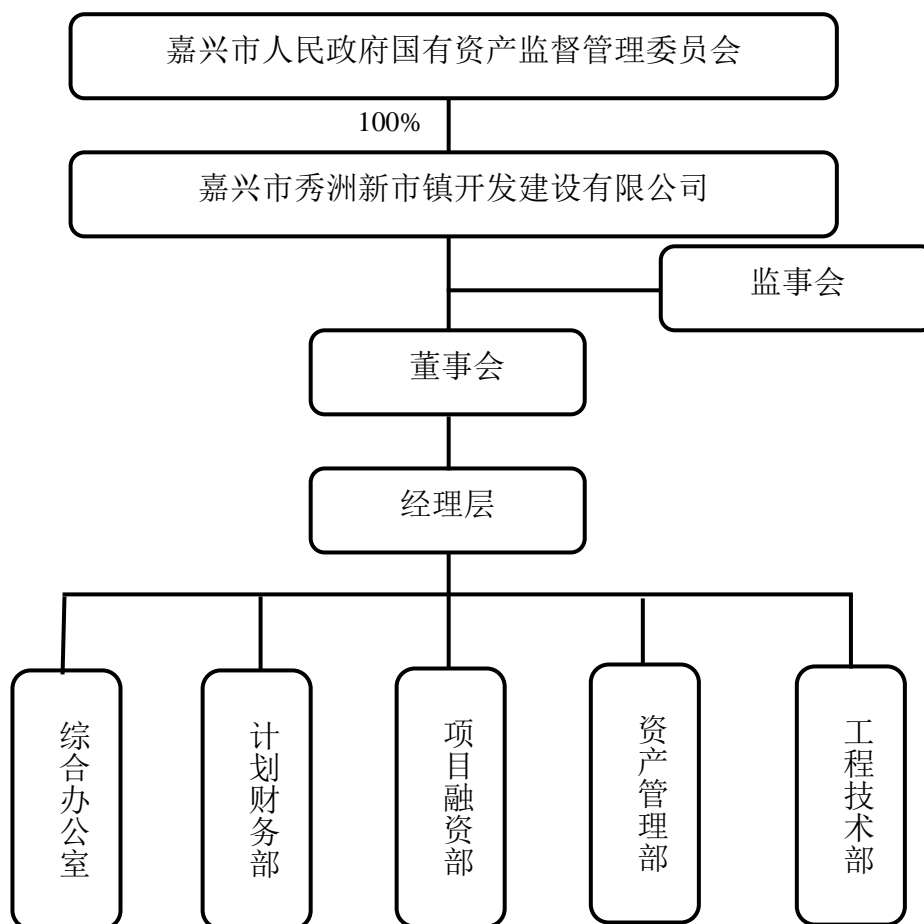 嘉兴市人民政府国有资产监督管理委员会
100%
嘉兴市秀洲新市镇开发建设有限公司
监事会
董事会
经理层
综合办公室
计划财务部
项目融资部
资产管理部
工程技术部